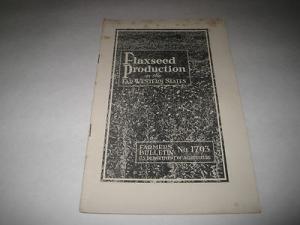 Flaxseed
Production
in the
Far Western States
FARMERS'
BULLETIN No. 1793
U.S. DEPARTMENT OF AGRICULTURE